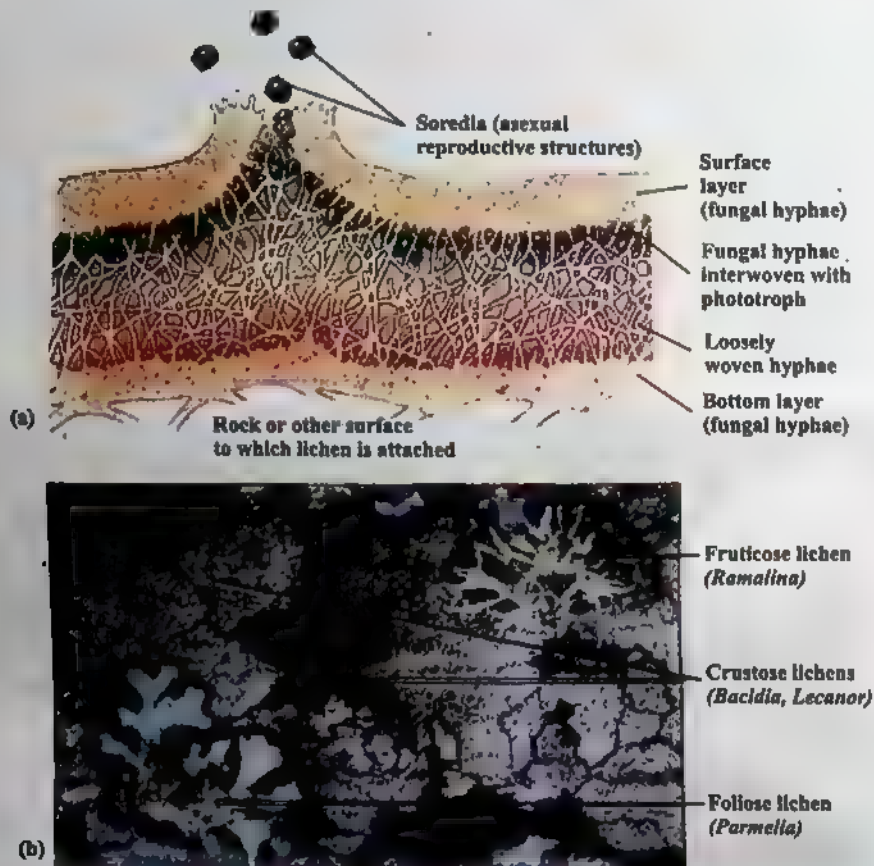 Soredia (asexual
reproductive structures)
Surface
layer
(fungal hyphae)
Fungal hyphae
interwoven with
phototroph
Loosely
woven hyphae
Bottom layer
(fungal hyphae)
(a)
Rock or other surface
to which lichen is attached
Fruticose lichen
(Ramalina)
Crustose lichens
(Bacidia, Lecanor)
Foliose lichen
(Parmelia)
(b)